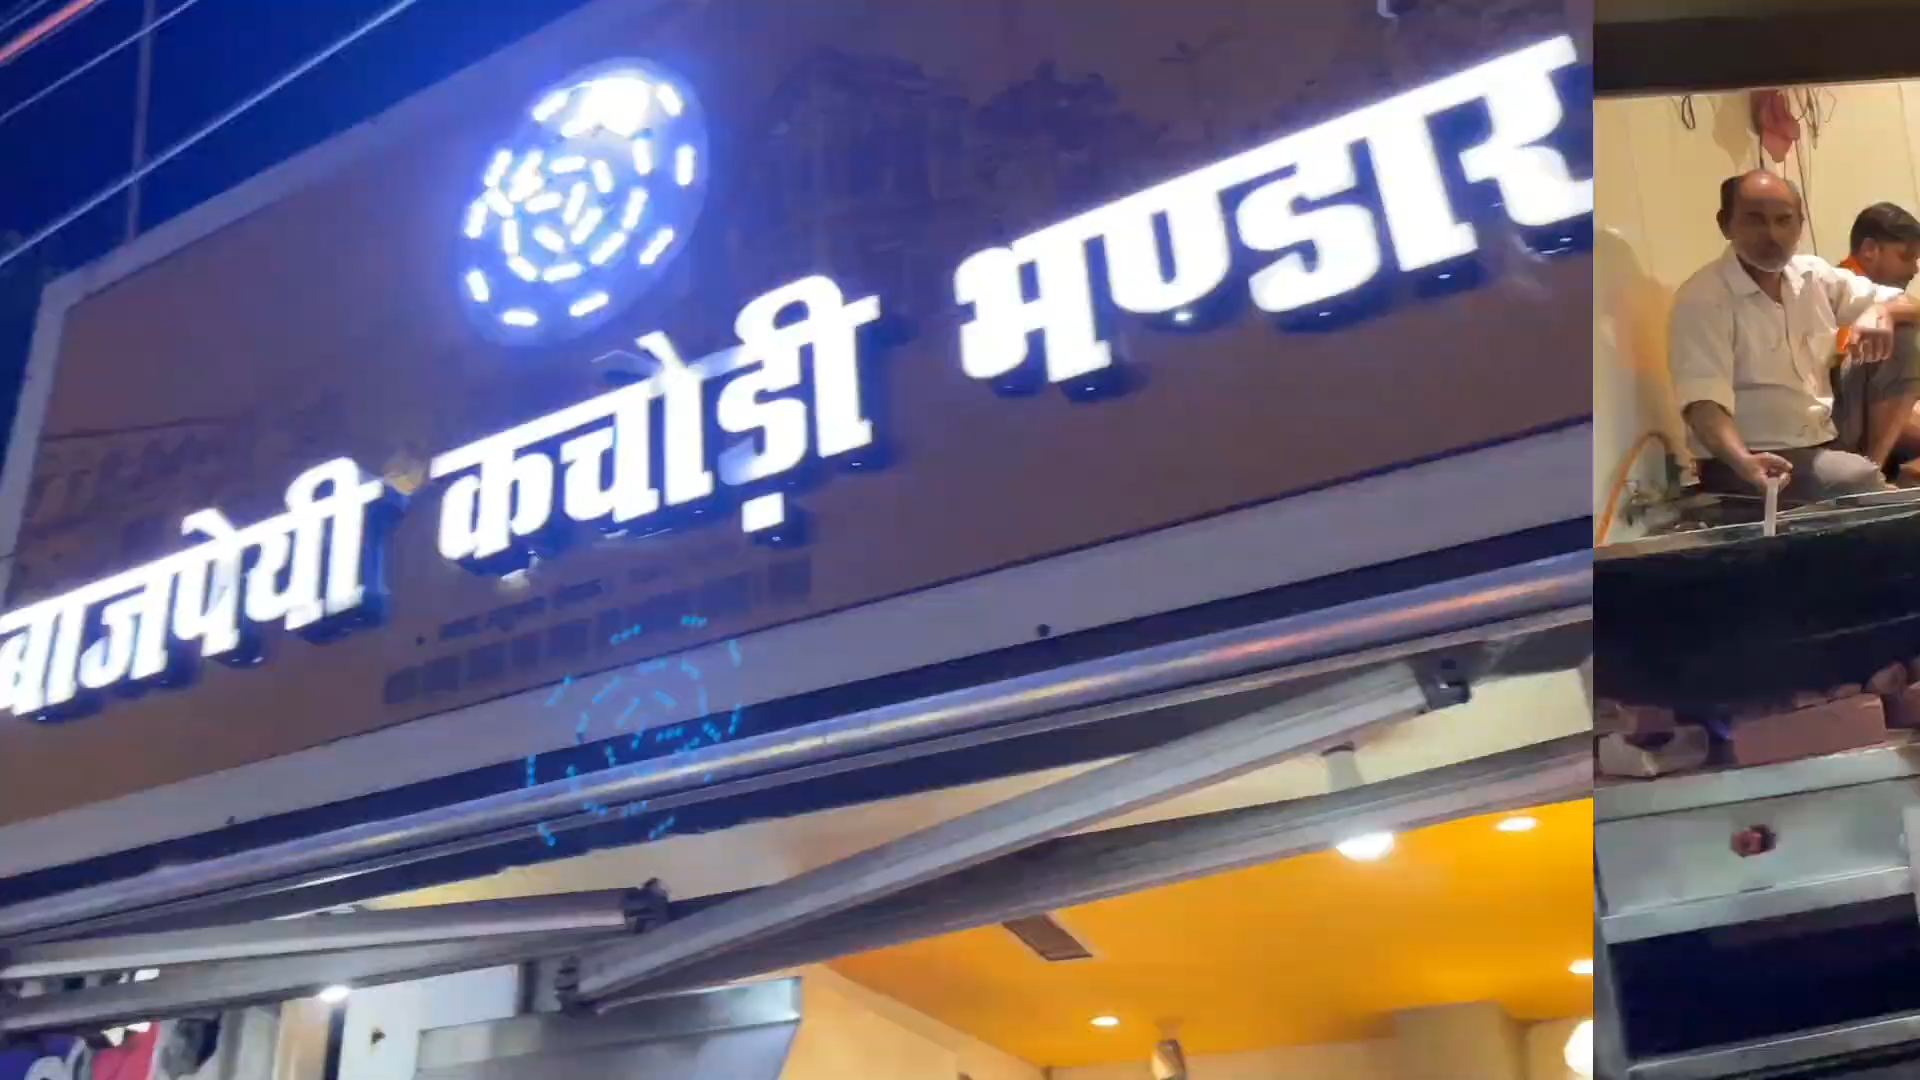 बाजपेयी कचोड़ी भण्डार